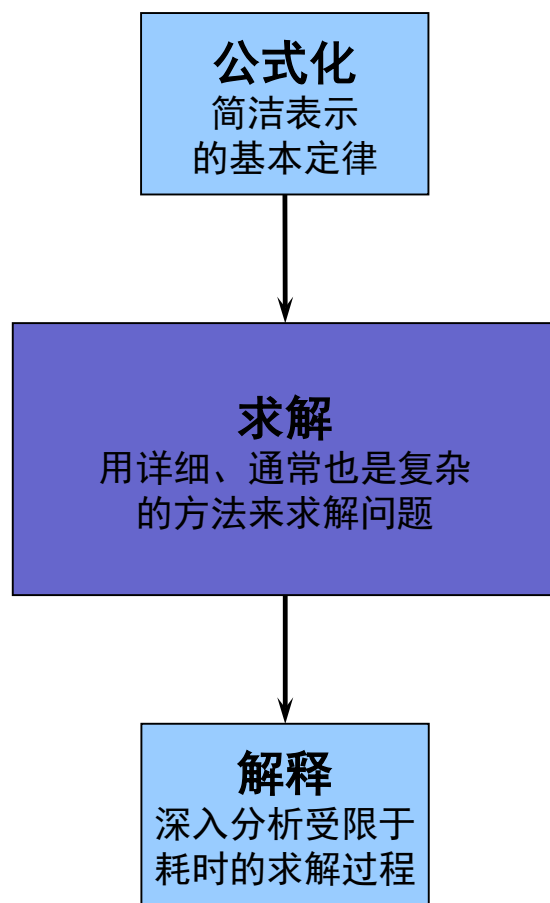 公式化
简洁表示
的基本定律
求解
用详细、通常也是复杂
的方法来求解问题
解释
深入分析受限于
耗时的求解过程